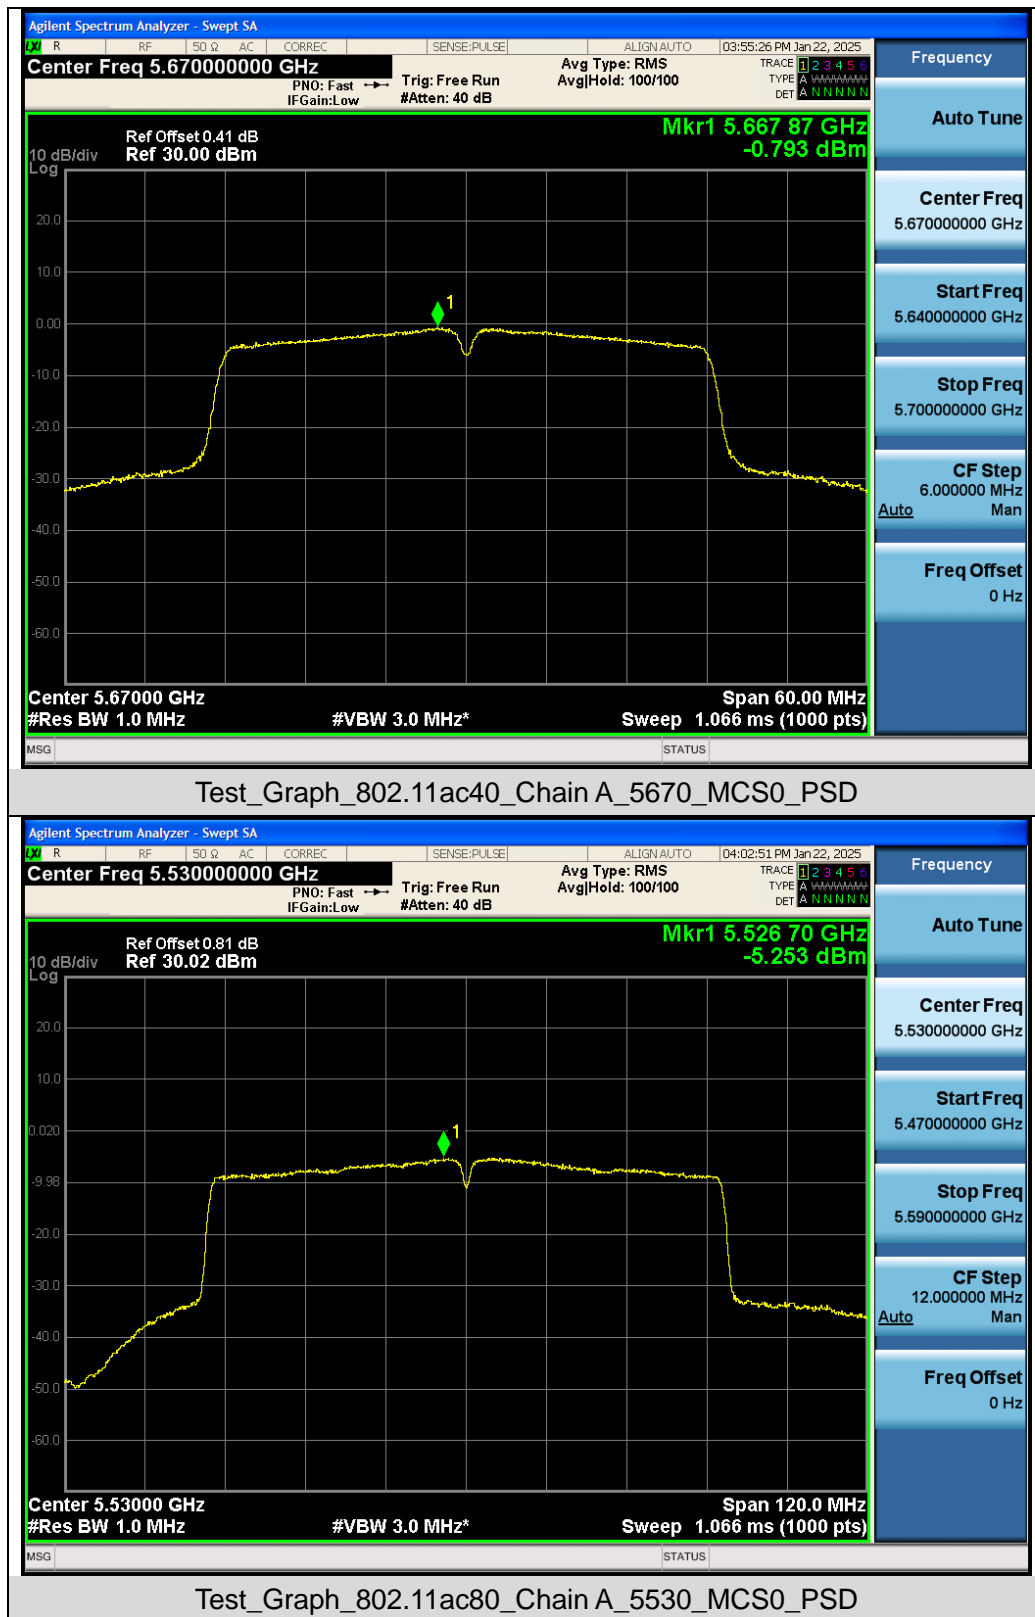 Agilent Spectrum Analyzer - Swept SA
LXI R RF 50 Ω AC CORREC SENSE:PULSE ALIGN AUTO 03:55:26 PM Jan 22, 2025
Center Freq 5.670000000 GHz
PNO: Fast
IFGain:Low
Trig: Free Run
#Atten: 40 dB
Avg Type: RMS
Avg|Hold: 100/100
TRACE 1 2 3 4 5 6
TYPE A WWWWW
DET A N N N N N
Ref Offset 0.41 dB
10 dB/div Ref 30.00 dBm
Log
Mkr1 5.667 87 GHz
-0.793 dBm
20.0
10.0
0.00
-10.0
-20.0
-30.0
-40.0
-50.0
-60.0
1
Center 5.67000 GHz Span 60.00 MHz
#Res BW 1.0 MHz #VBW 3.0 MHz* Sweep 1.066 ms (1000 pts)
MSG STATUS
Frequency
Auto Tune
Center Freq
5.670000000 GHz
Start Freq
5.640000000 GHz
Stop Freq
5.700000000 GHz
CF Step
6.000000 MHz
Auto Man
Freq Offset
0 Hz
Test_Graph_802.11ac40_Chain A_5670_MCS0_PSD
Agilent Spectrum Analyzer - Swept SA
LXI R RF 50 Ω AC CORREC SENSE:PULSE ALIGN AUTO 04:02:51 PM Jan 22, 2025
Center Freq 5.530000000 GHz
PNO: Fast
IFGain:Low
Trig: Free Run
#Atten: 40 dB
Avg Type: RMS
Avg|Hold: 100/100
TRACE 1 2 3 4 5 6
TYPE A WWWWW
DET A N N N N N
Ref Offset 0.81 dB
10 dB/div Ref 30.02 dBm
Log
Mkr1 5.526 70 GHz
-5.253 dBm
20.0
10.0
0.020
-9.98
-20.0
-30.0
-40.0
-50.0
-60.0
1
Center 5.53000 GHz Span 120.0 MHz
#Res BW 1.0 MHz #VBW 3.0 MHz* Sweep 1.066 ms (1000 pts)
MSG STATUS
Frequency
Auto Tune
Center Freq
5.530000000 GHz
Start Freq
5.470000000 GHz
Stop Freq
5.590000000 GHz
CF Step
12.000000 MHz
Auto Man
Freq Offset
0 Hz
Test_Graph_802.11ac80_Chain A_5530_MCS0_PSD